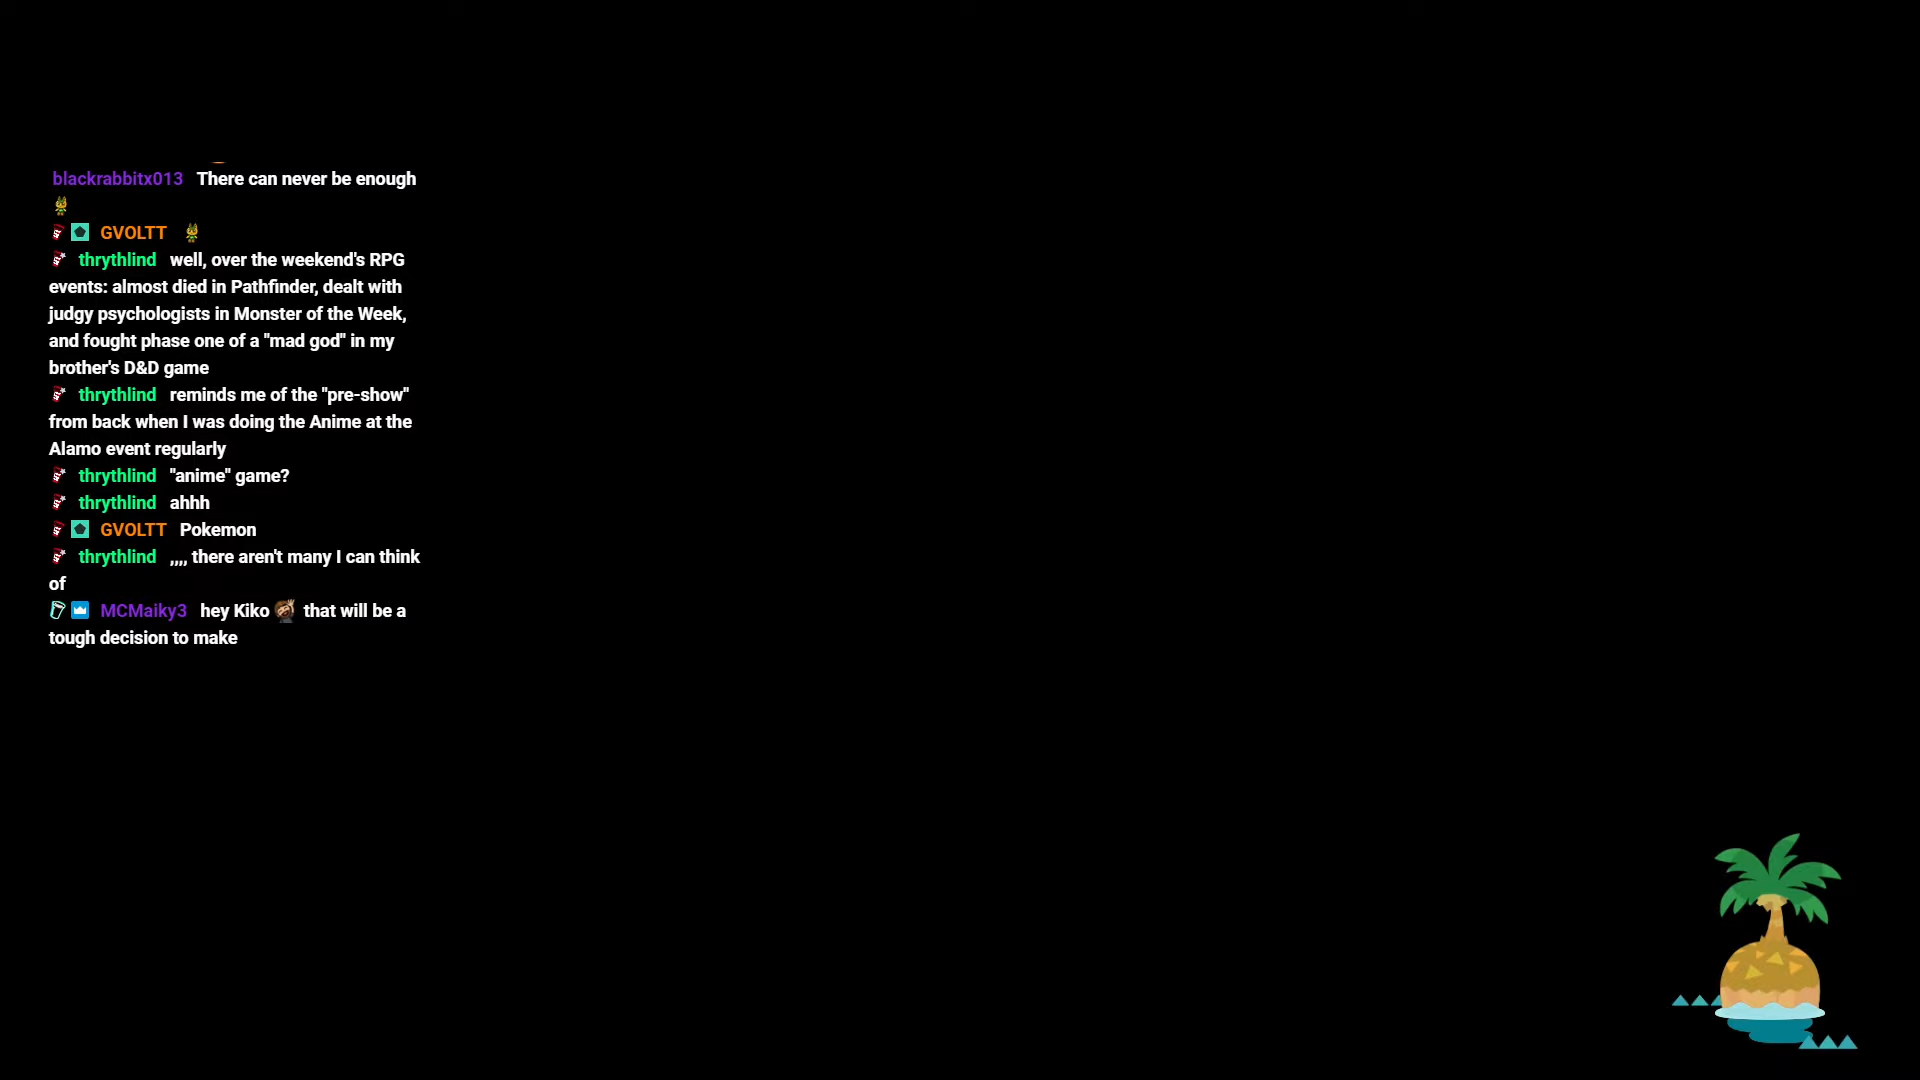 blackrabbitx013 There can never be enough
GVOLTT
thrythlind well, over the weekend's RPG
events: almost died in Pathfinder, dealt with
judgy psychologists in Monster of the Week,
and fought phase one of a "mad god" in my
brother's D&D game
thrythlind reminds me of the "pre-show"
from back when I was doing the Anime at the
Alamo event regularly
thrythlind "anime" game?
thrythlind ahhh
GVOLTT Pokemon
thrythlind ,,,, there aren't many I can think
of
MCMaiky3 hey Kiko that will be a
tough decision to make